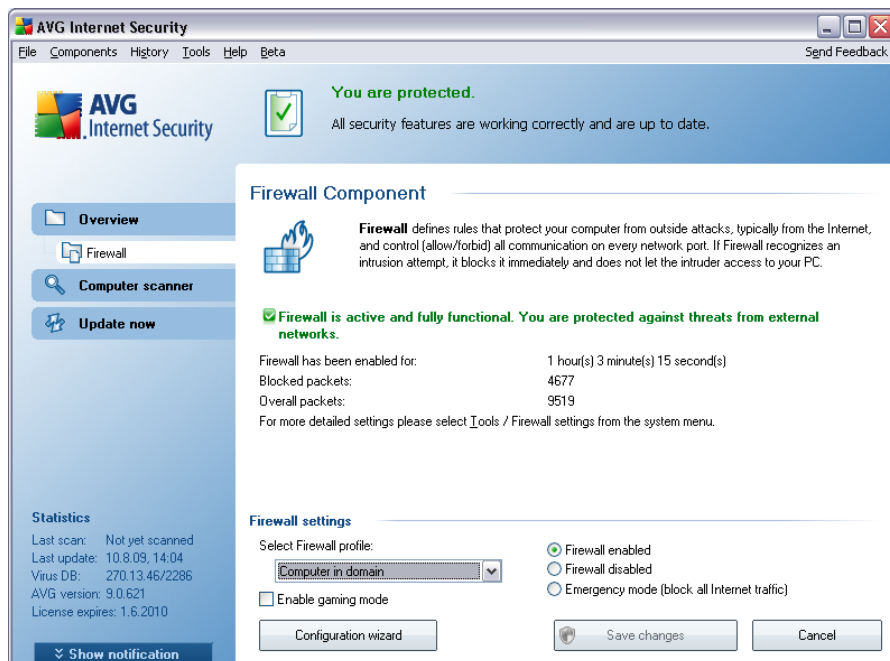 AVG Internet Security
File Components History Tools Help Beta Send Feedback
AVG
Internet Security
You are protected.
All security features are working correctly and are up to date.
Overview
Firewall
Computer scanner
Update now
Firewall Component
Firewall defines rules that protect your computer from outside attacks, typically from the Internet,
and control (allow/forbid) all communication on every network port. If Firewall recognizes an
intrusion attempt, it blocks it immediately and does not let the intruder access to your PC.
Firewall is active and fully functional. You are protected against threats from external
networks.
Firewall has been enabled for: 1 hour(s) 3 minute(s) 15 second(s)
Blocked packets: 4677
Overall packets: 9519
For more detailed settings please select Tools / Firewall settings from the system menu.
Statistics
Last scan: Not yet scanned
Last update: 10.8.09, 14:04
Virus DB: 270.13.46/2286
AVG version: 9.0.621
License expires: 1.6.2010
Show notification
Firewall settings
Select Firewall profile:
Computer in domain
Enable gaming mode
Firewall enabled
Firewall disabled
Emergency mode (block all Internet traffic)
Configuration wizard
Save changes
Cancel